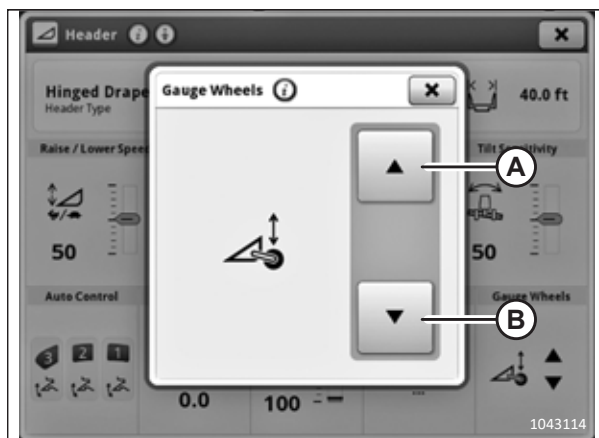 Header
Hinged Drape
Header Type
40.0 ft
Gauge Wheels
Raise / Lower Spee
Tilt Se
itivity
A
50
50
Auto Control
Gauge Wheels
B
3 2 1
0.0
100
---
1043114